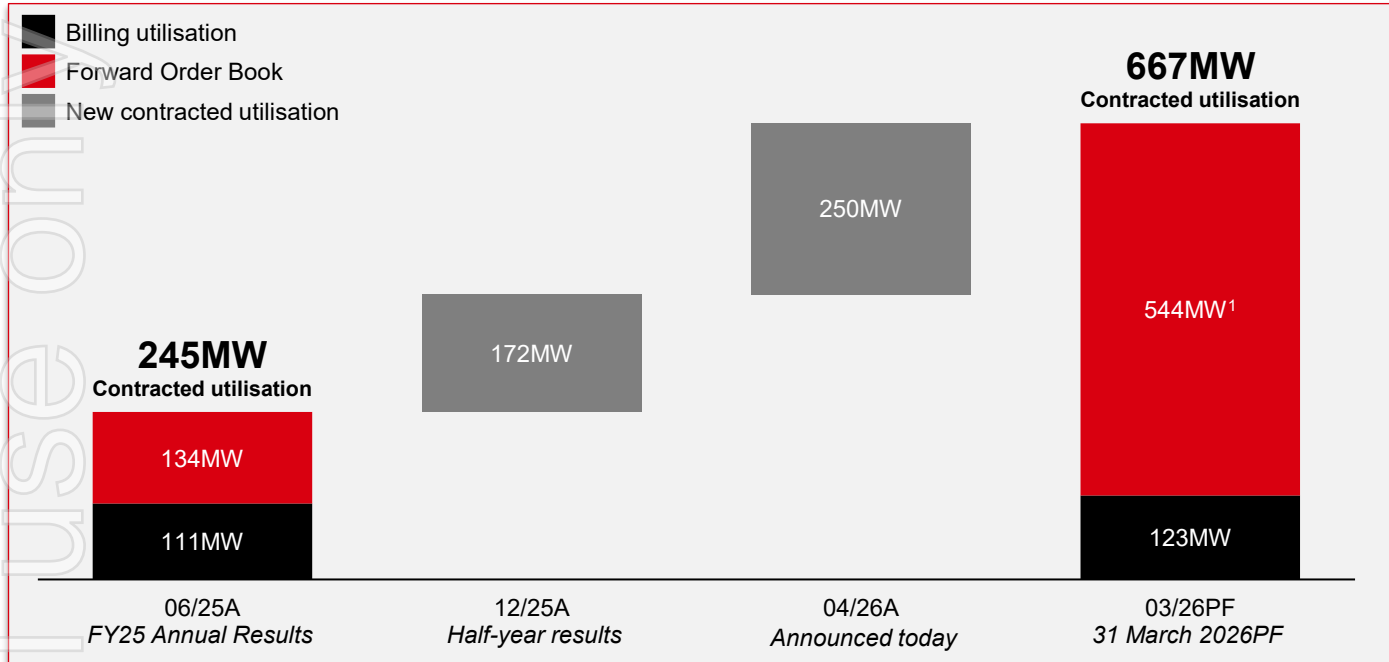 Billing utilisation
Forward Order Book
New contracted utilisation
245MW
Contracted utilisation
134MW
111MW
172MW
250MW
667MW
Contracted utilisation
544MW¹
123MW
06/25A
FY25 Annual Results
12/25A
Half-year results
04/26A
Announced today
03/26PF
31 March 2026PF
l use only